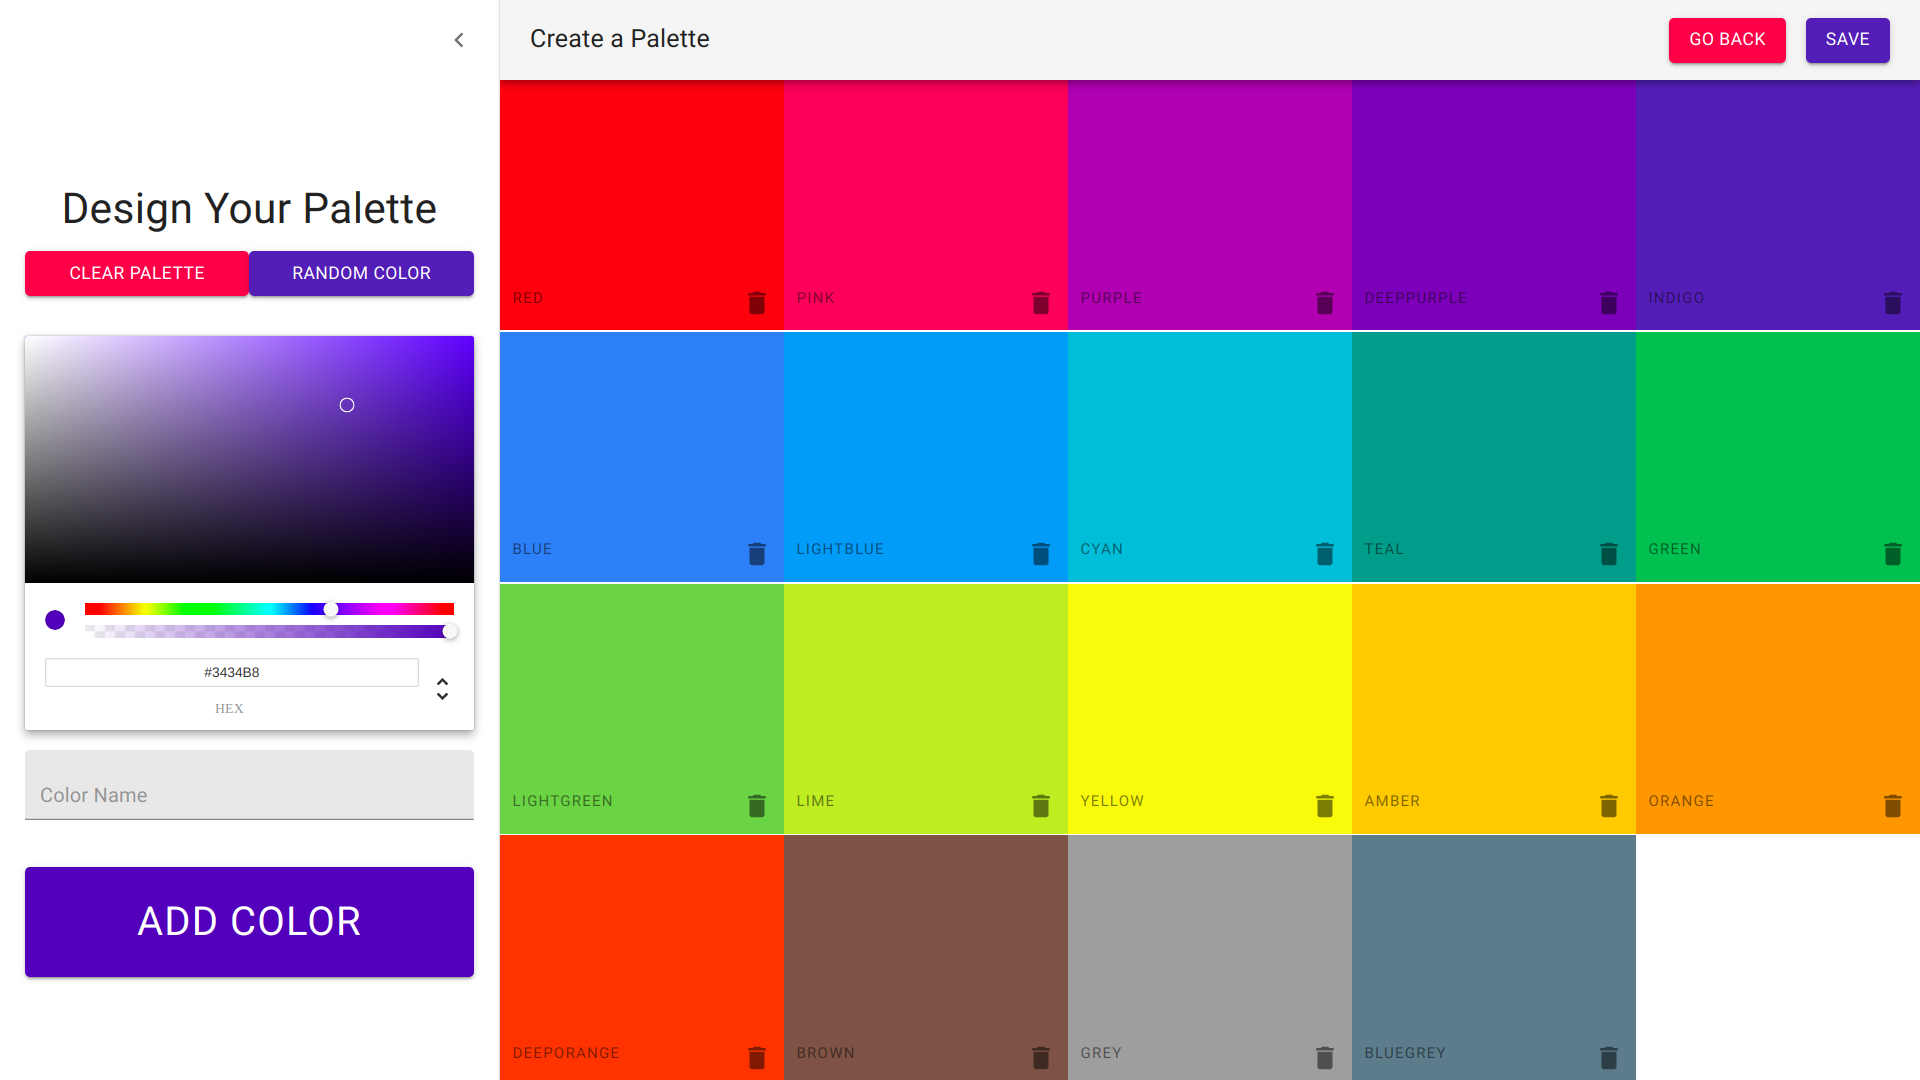 Create a Palette
GO BACK
SAVE
Design Your Palette
CLEAR PALETTE
RANDOM COLOR
#3434B8
HEX
Color Name
ADD COLOR
RED
PINK
PURPLE
DEEPPURPLE
INDIGO
BLUE
LIGHTBLUE
CYAN
TEAL
GREEN
LIGHTGREEN
LIME
YELLOW
AMBER
ORANGE
DEEPORANGE
BROWN
GREY
BLUEGREY